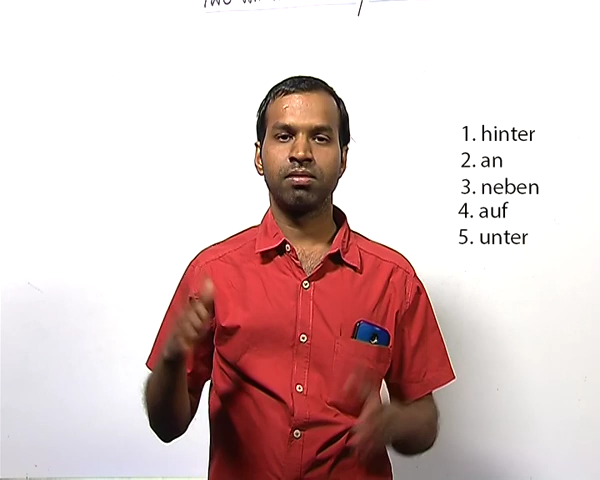 1. hinter
2. an
3. neben
4. auf
5. unter